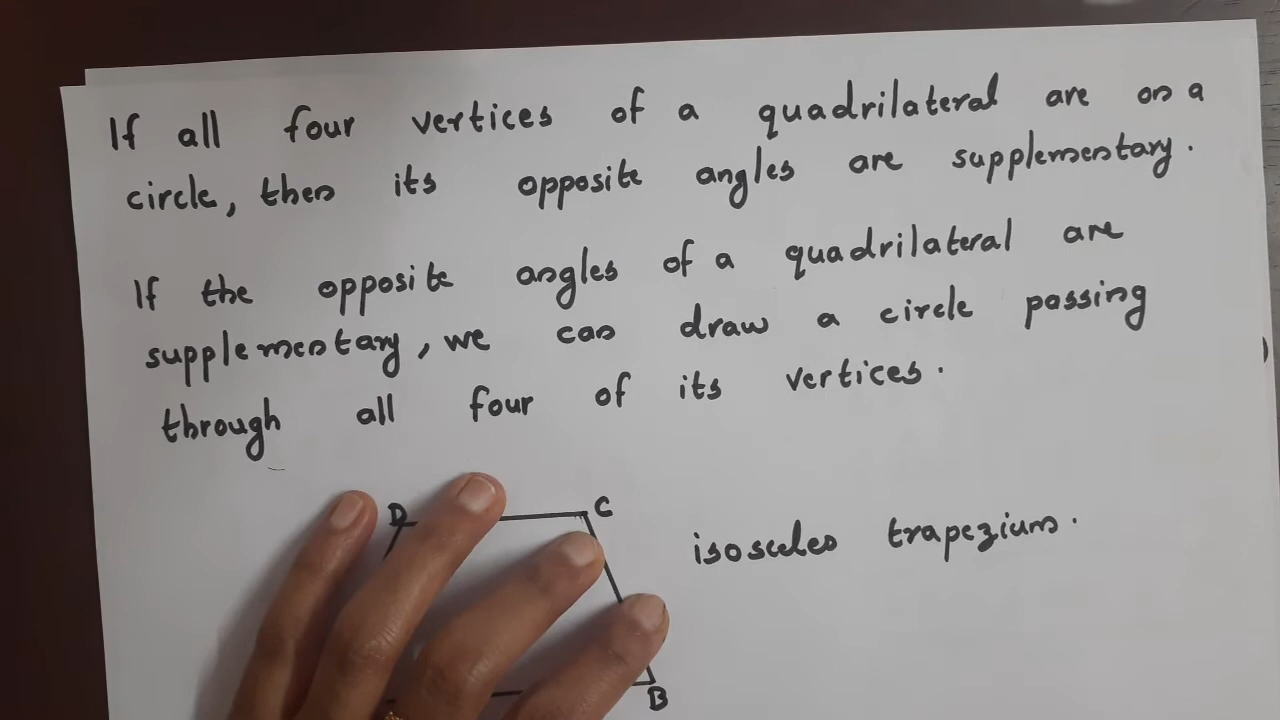 If all four vertices of a quadrilateral are on a
circle, then its opposite angles are supplementary.
If the opposite angles of a quadrilateral are
supplementary, we can draw a circle passing
through all four of its vertices.
D
C
isosceles trapezium.
B